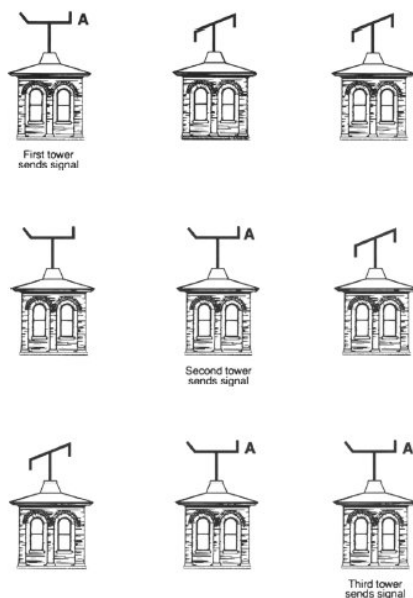 A
First tower
sends signal
A
Second tower
sends signal
A
A
Third tower
sends signal